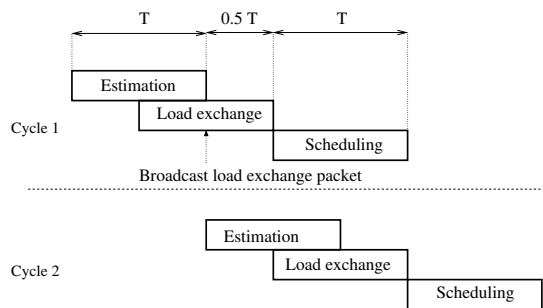 T 0.5 T T
Estimation
Load exchange
Cycle 1
Scheduling
Broadcast load exchange packet
Estimation
Load exchange
Cycle 2
Scheduling